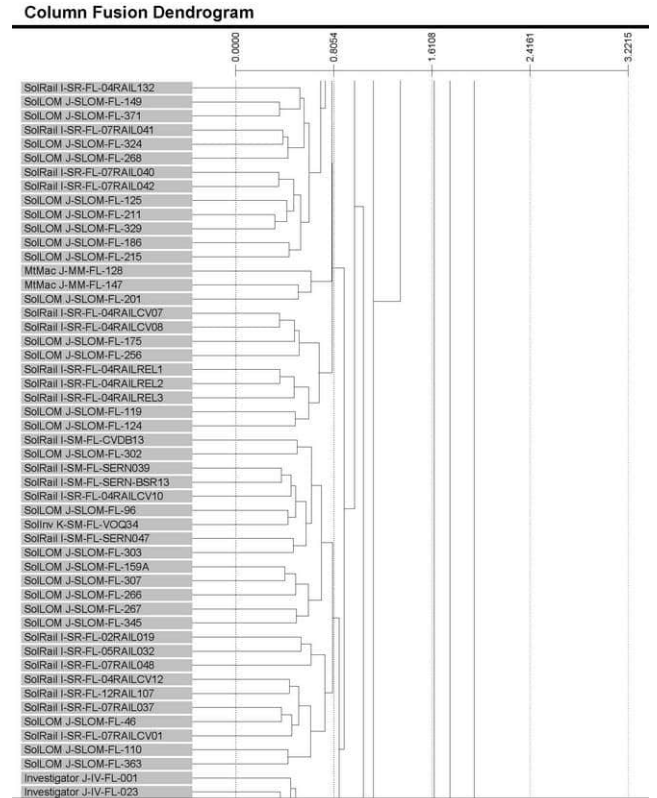 Column Fusion Dendrogram
0.0000
0.8054
1.6108
2.4161
3.2215
SolRail I-SR-FL-04RAIL132
SolLOM J-SLOM-FL-149
SolLOM J-SLOM-FL-371
SolRail I-SR-FL-07RAIL041
SolLOM J-SLOM-FL-324
SolLOM J-SLOM-FL-268
SolRail I-SR-FL-07RAIL040
SolRail I-SR-FL-07RAIL042
SolLOM J-SLOM-FL-125
SolLOM J-SLOM-FL-211
SolLOM J-SLOM-FL-329
SolLOM J-SLOM-FL-186
SolLOM J-SLOM-FL-215
MtMac J-MM-FL-128
MtMac J-MM-FL-147
SolLOM J-SLOM-FL-201
SolRail I-SR-FL-04RAILCV07
SolRail I-SR-FL-04RAILCV08
SolLOM J-SLOM-FL-175
SolLOM J-SLOM-FL-256
SolRail I-SR-FL-04RAILREL1
SolRail I-SR-FL-04RAILREL2
SolRail I-SR-FL-04RAILREL3
SolLOM J-SLOM-FL-119
SolLOM J-SLOM-FL-124
SolRail I-SM-FL-CVDB13
SolLOM J-SLOM-FL-302
SolRail I-SM-FL-SERN039
SolRail I-SM-FL-SERN-BSR13
SolRail I-SR-FL-04RAILCV10
SolLOM J-SLOM-FL-96
SolInv K-SM-FL-VOQ34
SolRail I-SM-FL-SERN047
SolLOM J-SLOM-FL-303
SolLOM J-SLOM-FL-159A
SolLOM J-SLOM-FL-307
SolLOM J-SLOM-FL-266
SolLOM J-SLOM-FL-267
SolLOM J-SLOM-FL-345
SolRail I-SR-FL-02RAIL019
SolRail I-SR-FL-05RAIL032
SolRail I-SR-FL-07RAIL048
SolRail I-SR-FL-04RAILCV12
SolRail I-SR-FL-12RAIL107
SolRail I-SR-FL-07RAIL037
SolLOM J-SLOM-FL-46
SolRail I-SR-FL-07RAILCV01
SolLOM J-SLOM-FL-110
SolLOM J-SLOM-FL-363
Investigator J-IV-FL-001
Investigator J-IV-FL-023